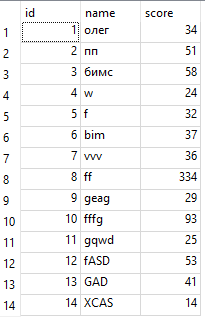 id name score
1 1 олег 34
2 2 пп 51
3 3 бимс 58
4 4 w 24
5 5 f 32
6 6 bim 37
7 7 vvv 36
8 8 ff 334
9 9 geag 29
10 10 fffg 93
11 11 gqwd 25
12 12 fASD 53
13 13 GAD 41
14 14 XCAS 14